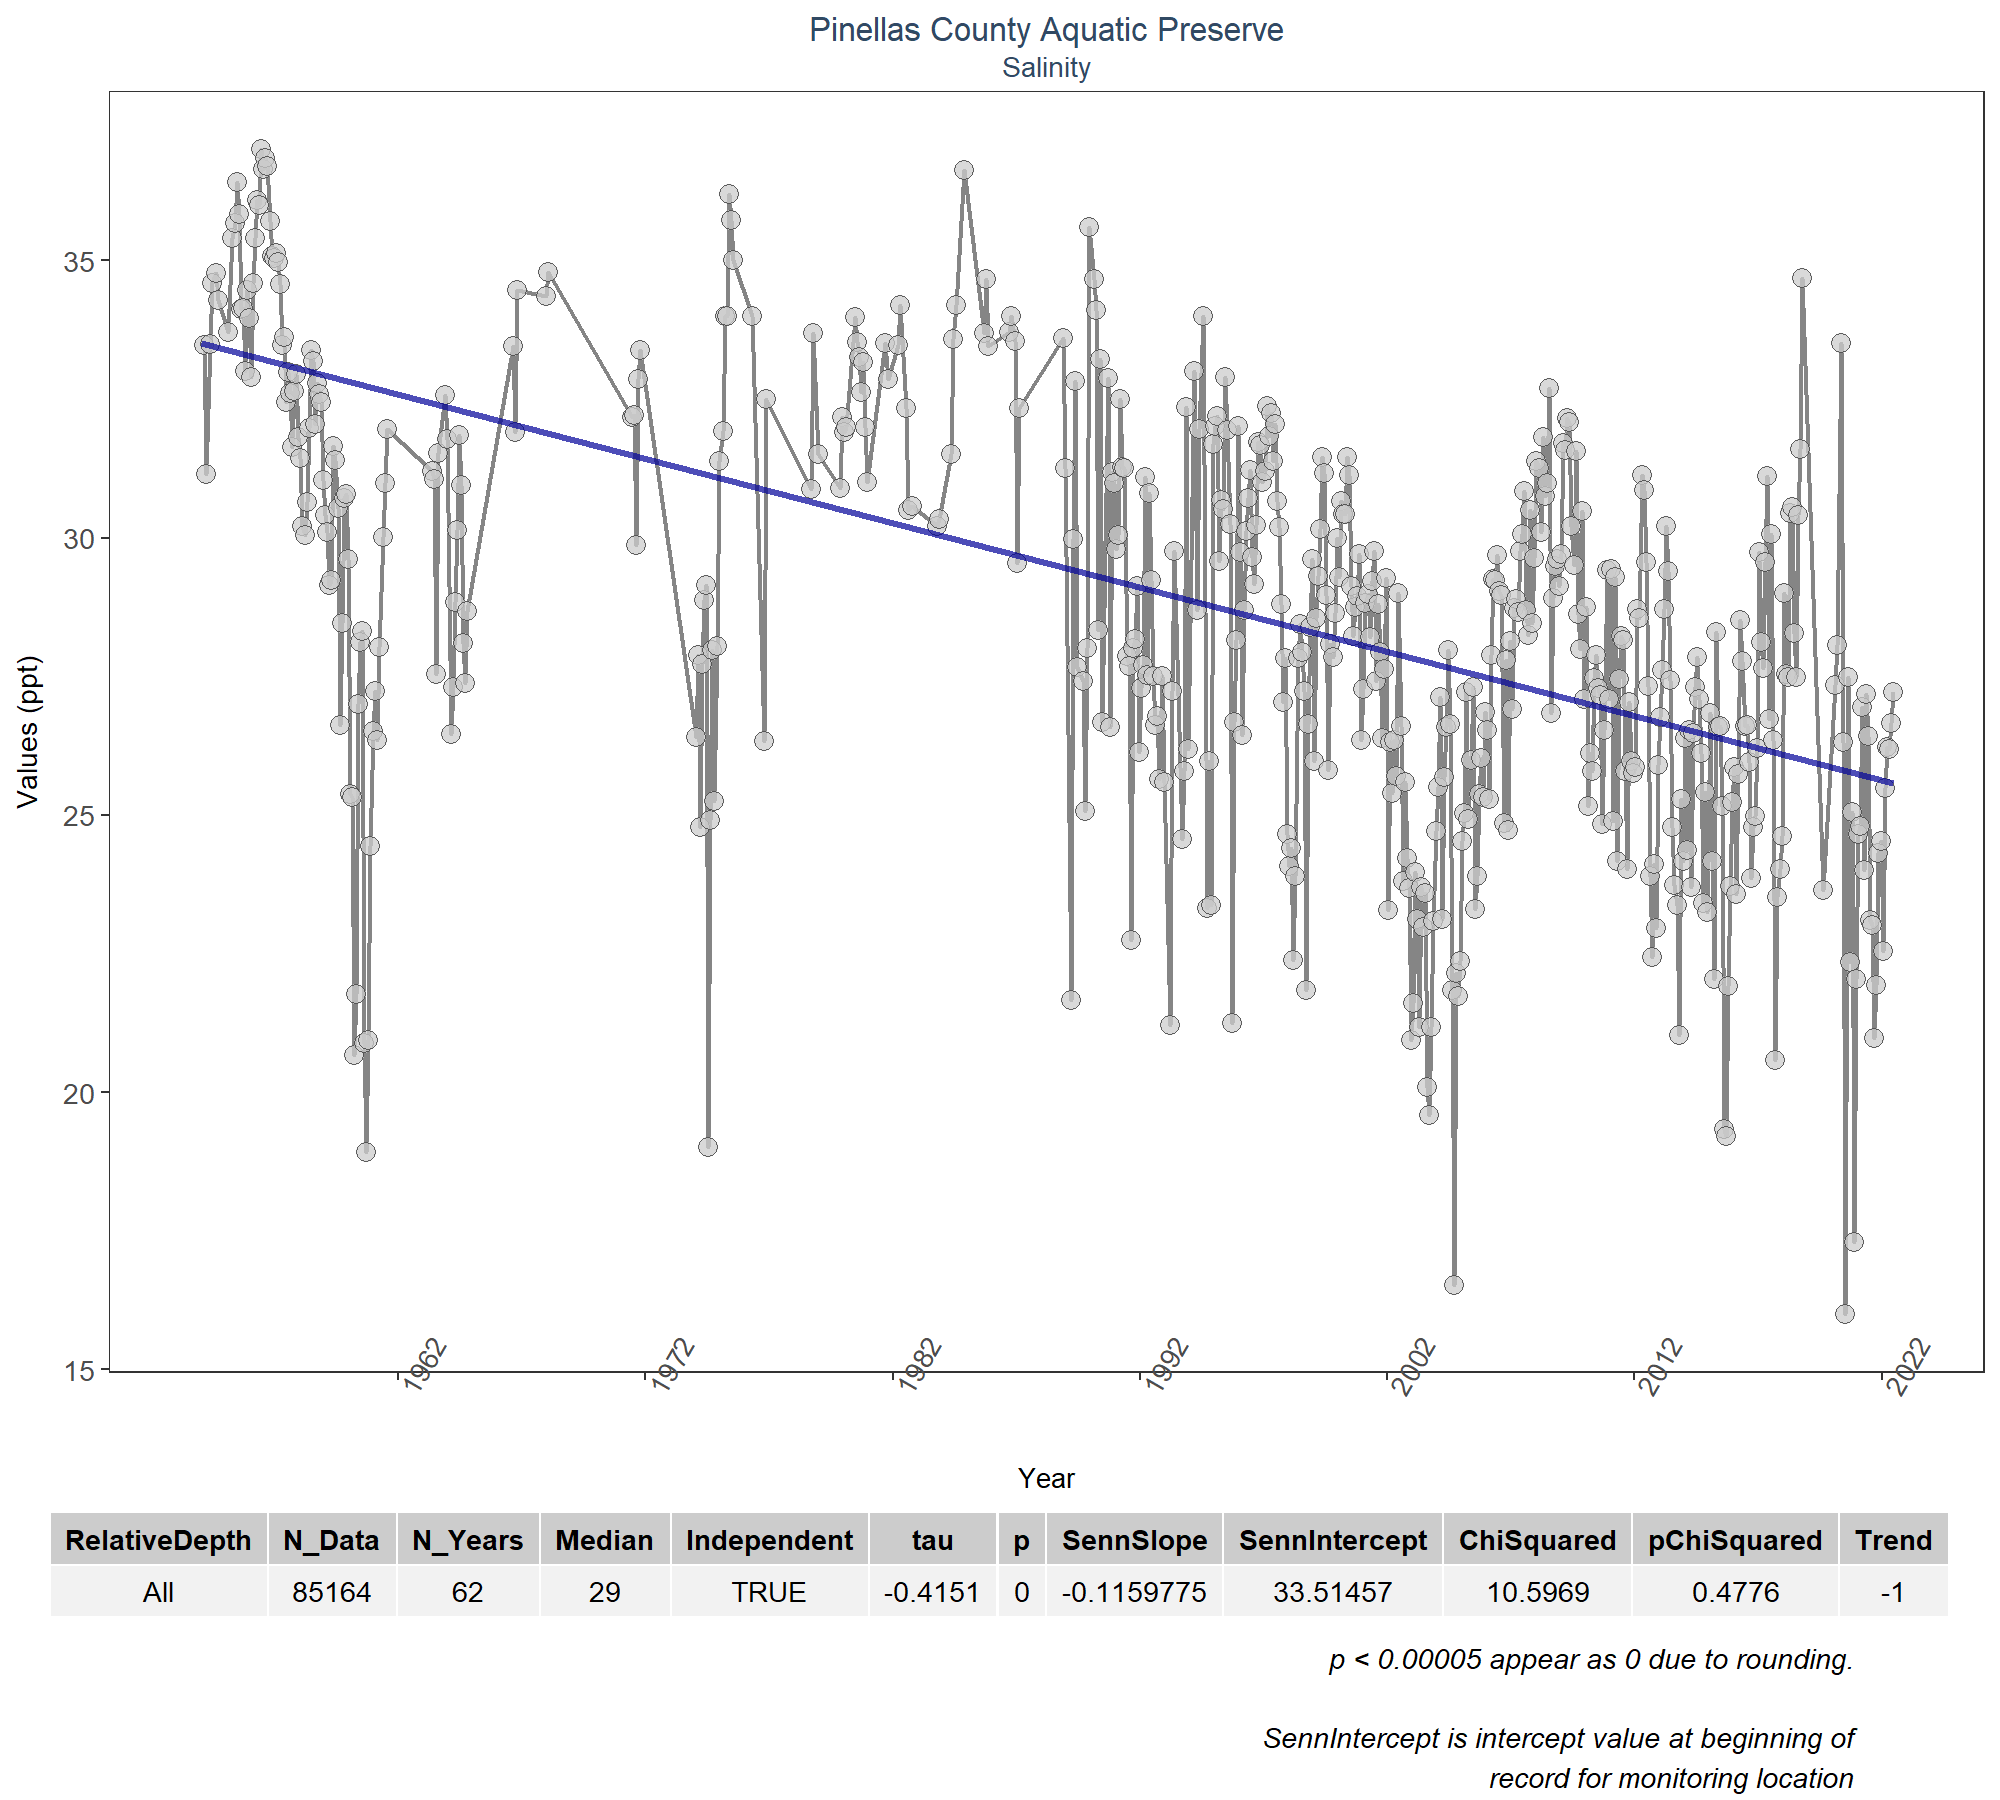 Pinellas County Aquatic Preserve
Salinity
Values (ppt)
35
30
25
20
15
1962 1972 1982 1992 2002 2012 2022
Year
RelativeDepth N_Data N_Years Median Independent tau p SennSlope SennIntercept ChiSquared pChiSquared Trend
All 85164 62 29 TRUE -0.4151 0 -0.1159775 33.51457 10.5969 0.4776 -1
p < 0.00005 appear as 0 due to rounding.
SennIntercept is intercept value at beginning of
record for monitoring location